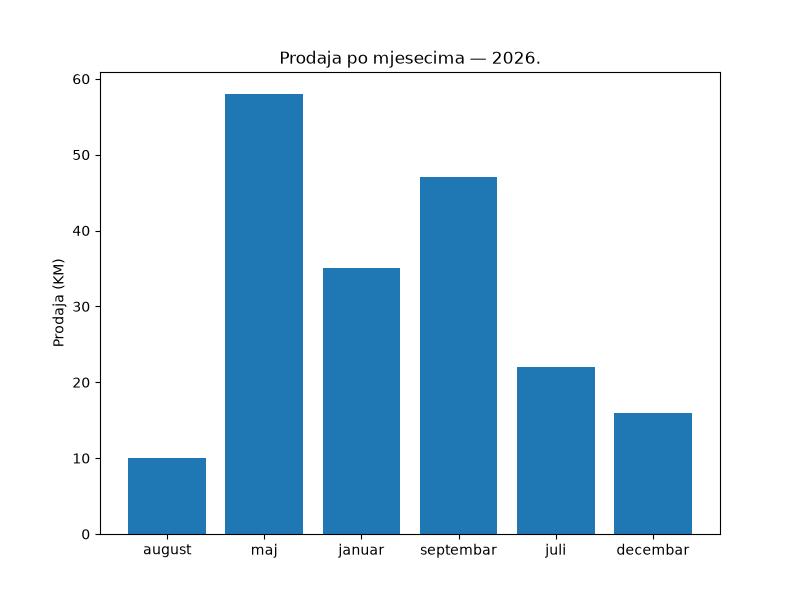 Prodaja po mjesecima — 2026.
Prodaja (KM)
60
50
40
30
20
10
0
august
maj
januar
septembar
juli
decembar